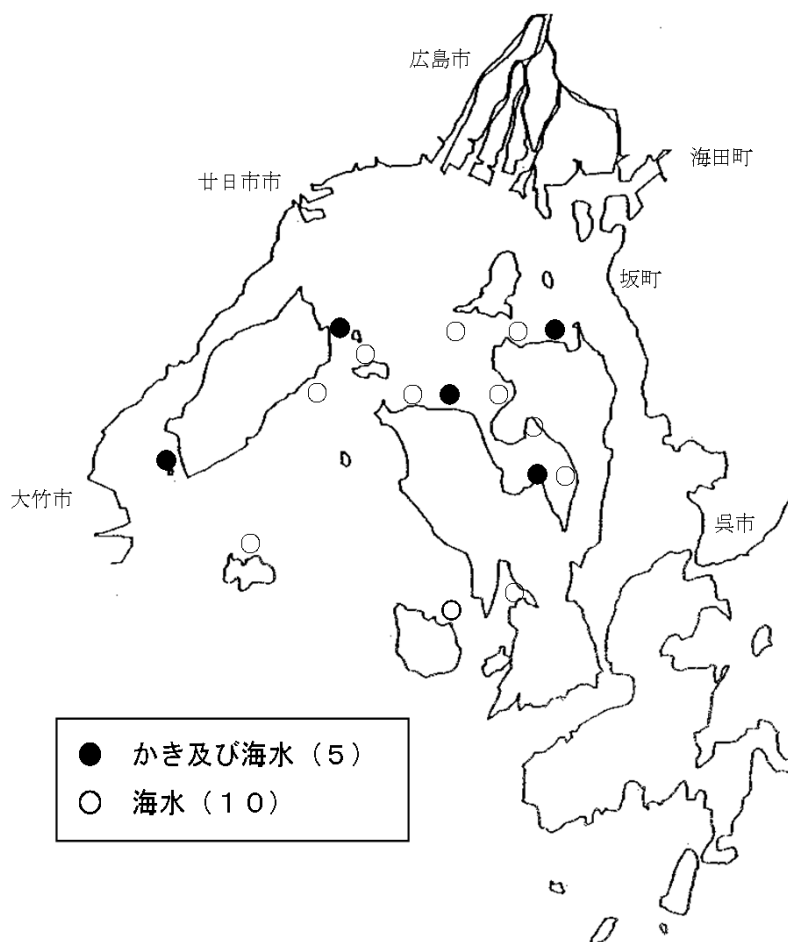 広島市
海田町
廿日市市
坂町
大竹市
呉市
● かき及び海水（５）
○ 海水（１０）